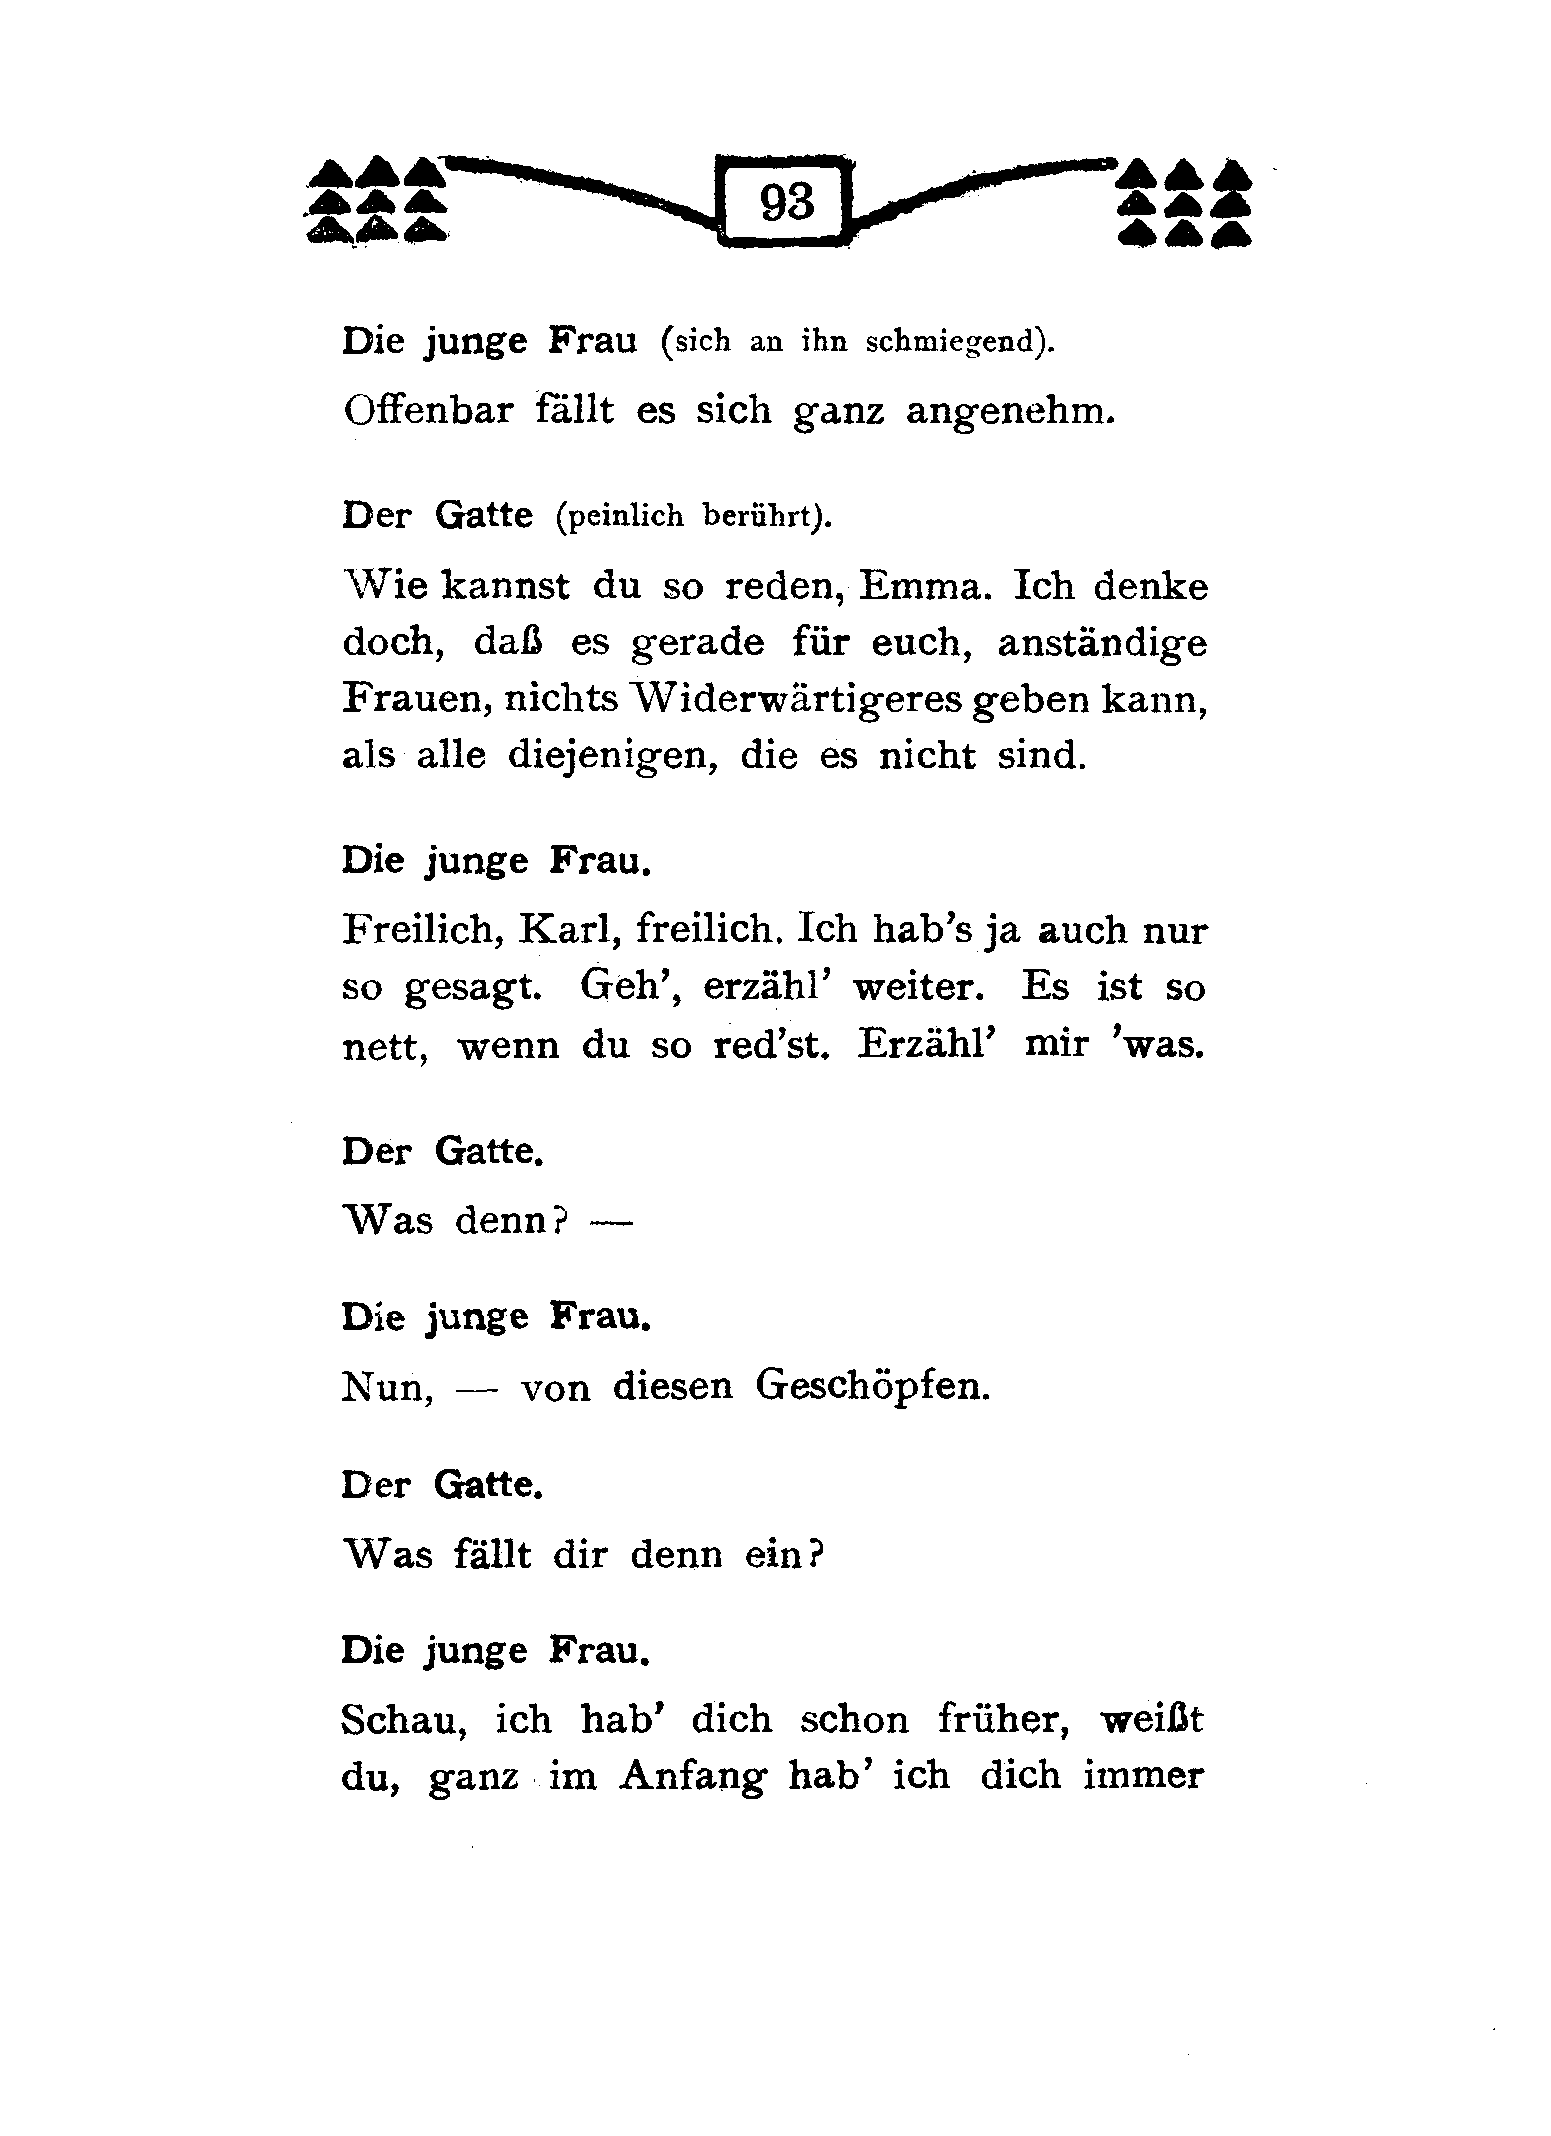 93
Die junge Frau (sich an ihn schmiegend).
Offenbar fällt es sich ganz angenehm.
Der Gatte (peinlich berührt).
Wie kannst du so reden, Emma. Ich denke
doch, daß es gerade für euch, anständige
Frauen, nichts Widerwärtigeres geben kann,
als alle diejenigen, die es nicht sind.
Die junge Frau.
Freilich, Karl, freilich. Ich hab's ja auch nur
so gesagt. Geh', erzähl' weiter. Es ist so
nett, wenn du so red'st. Erzähl' mir 'was.
Der Gatte.
Was denn? —
Die junge Frau.
Nun, — von diesen Geschöpfen.
Der Gatte.
Was fällt dir denn ein?
Die junge Frau.
Schau, ich hab' dich schon früher, weißt
du, ganz im Anfang hab' ich dich immer